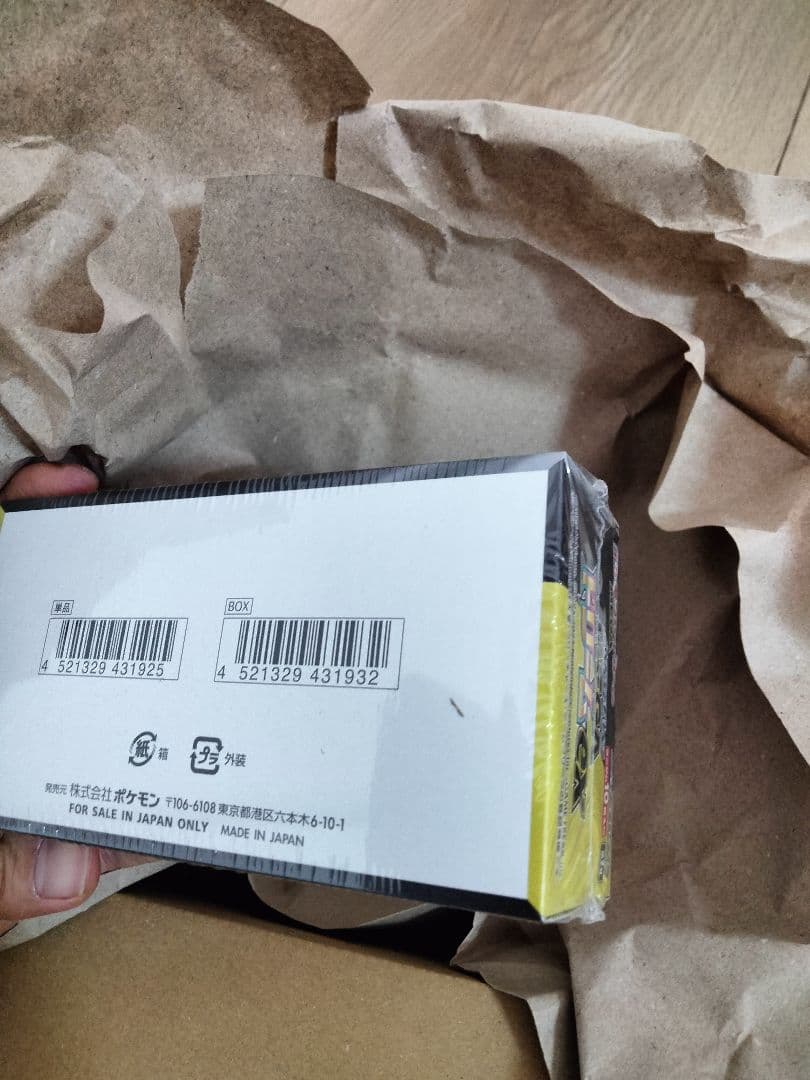 単品
4 521329 431925
BOX
4 521329 431932
紙 箱
プラ 外装
発売元 株式会社 ポケモン 〒106-6108 東京都港区六本木6-10-1
FOR SALE IN JAPAN ONLY MADE IN JAPAN
ex